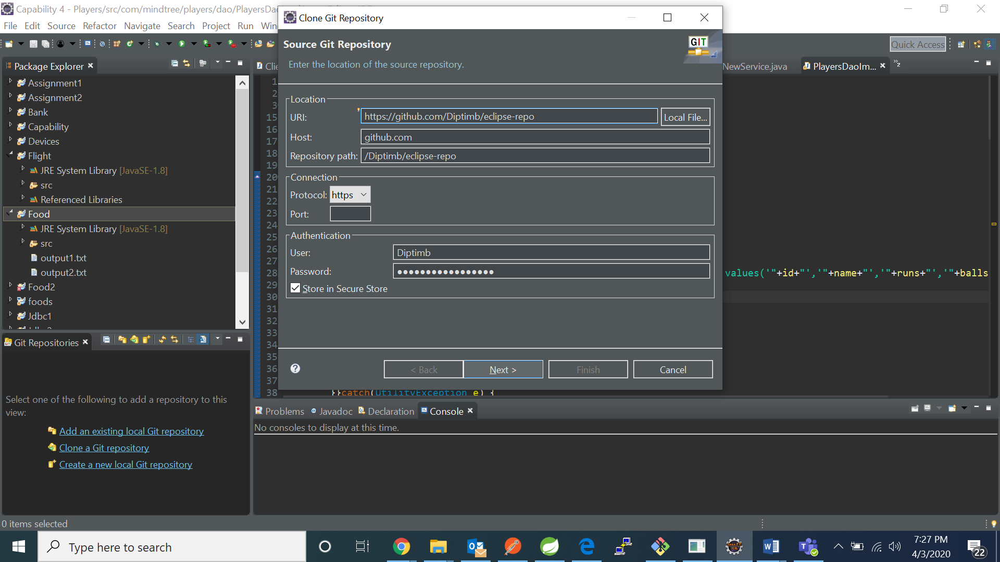 Capability 4 - Players/src/com/mindtree/players/dao/PlayersDao
File Edit Source Refactor Navigate Search Project Run
Quick Access
Package Explorer
Assignment1
Assignment2
Bank
Capability
Devices
Flight
JRE System Library [JavaSE-1.8]
src
Referenced Libraries
Food
JRE System Library [JavaSE-1.8]
src
output1.txt
output2.txt
Food2
foods
Jdbc1
Git Repositories
Select one of the following to add a repository to this
view:
Add an existing local Git repository
Clone a Git repository
Create a new local Git repository
0 items selected
NewService.java
PlayersDaoIm...
1
2
3
15
16
17
18
19
20
21
22
23
24
25
26
27
28
29
30
31
32
33
34
35
36
37
38
values('"+id+"','"+name+"','"+runs+"','"+balls
}}catch(UtilityException e) {
Clone Git Repository
Source Git Repository
GIT
Enter the location of the source repository.
Location
URI: https://github.com/Diptimb/eclipse-repo Local File...
Host: github.com
Repository path: /Diptimb/eclipse-repo
Connection
Protocol: https
Port:
Authentication
User: Diptimb
Password: ●●●●●●●●●●●●●●●●●
Store in Secure Store
< Back Next > Finish Cancel
Problems Javadoc Declaration Console
No consoles to display at this time.
Type here to search
7:27 PM
4/3/2020
22